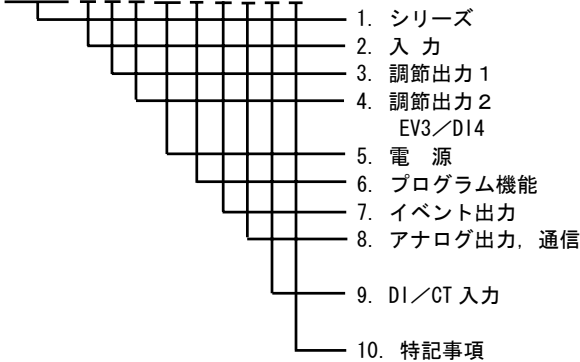 1. シリーズ
2. 入 力
3. 調節出力１
4. 調節出力２
EV3／DI4
5. 電　源
6. プログラム機能
7. イベント出力
8. アナログ出力, 通信
9. DI／CT 入力
10. 特記事項